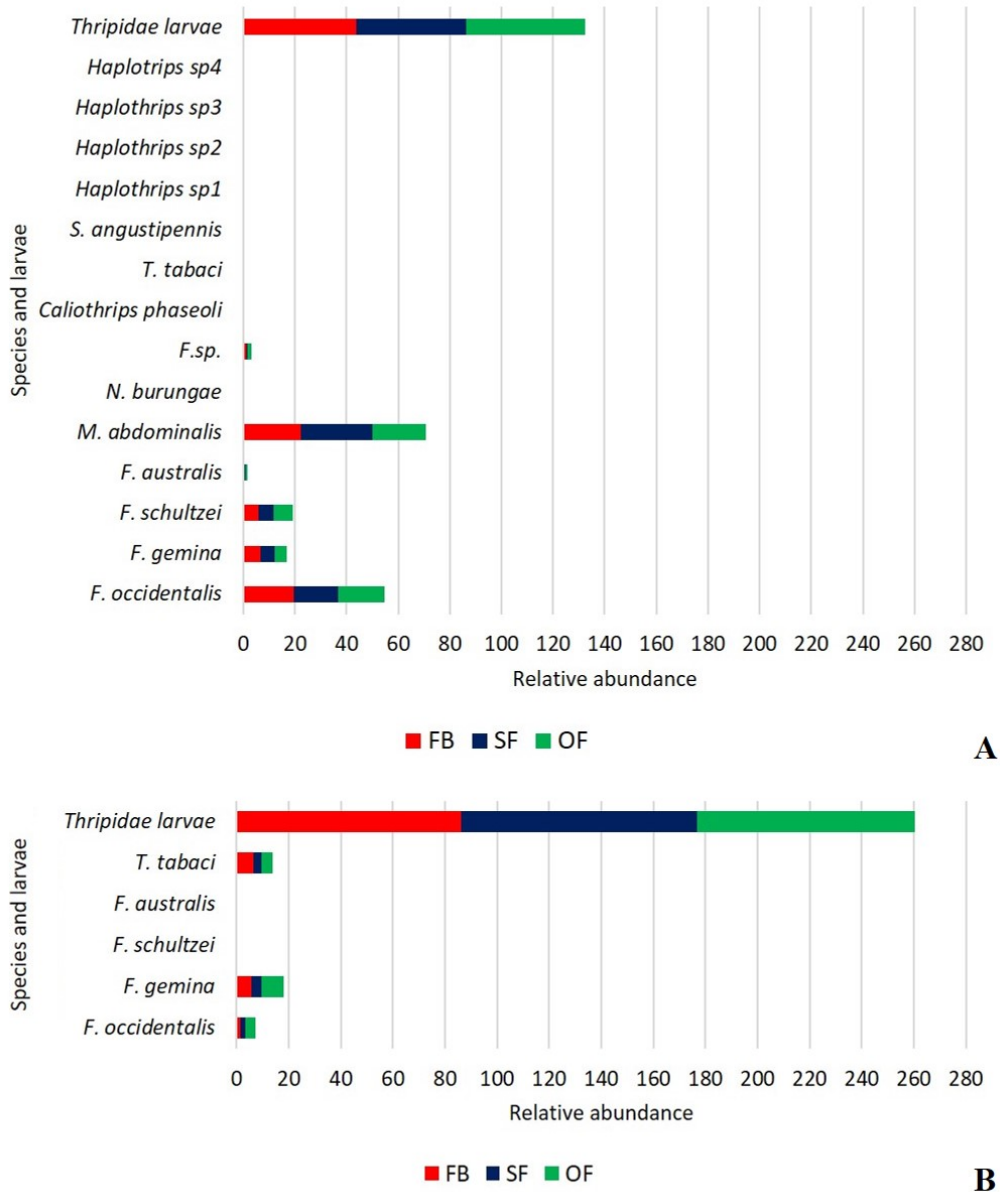 Species and larvae
Thripidae larvae
Haplotrips sp4
Haplothrips sp3
Haplothrips sp2
Haplothrips sp1
S. angustipennis
T. tabaci
Caliothrips phaseoli
F.sp.
N. burungae
M. abdominalis
F. australis
F. schultzei
F. gemina
F. occidentalis
0 20 40 60 80 100 120 140 160 180 200 220 240 260 280
Relative abundance
FB SF OF
A
Species and larvae
Thripidae larvae
T. tabaci
F. australis
F. schultzei
F. gemina
F. occidentalis
0 20 40 60 80 100 120 140 160 180 200 220 240 260 280
Relative abundance
FB SF OF
B